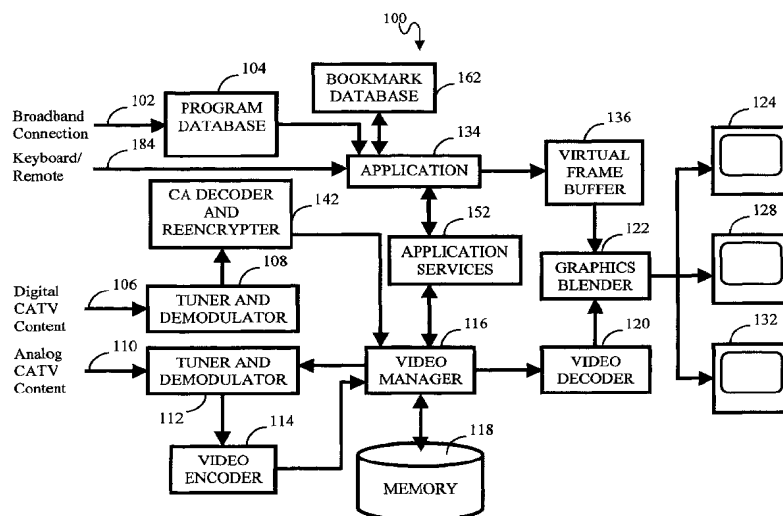 100
104
BOOKMARK
DATABASE
162
124
102
Broadband
Connection
PROGRAM
DATABASE
134
136
184
Keyboard/
Remote
APPLICATION
VIRTUAL
FRAME
BUFFER
CA DECODER
AND
REENCRYPTER
142
152
128
122
APPLICATION
SERVICES
GRAPHICS
BLENDER
106
108
Digital
CATV
Content
TUNER AND
DEMODULATOR
116
120
132
110
Analog
CATV
Content
TUNER AND
DEMODULATOR
VIDEO
MANAGER
VIDEO
DECODER
112
114
118
VIDEO
ENCODER
MEMORY